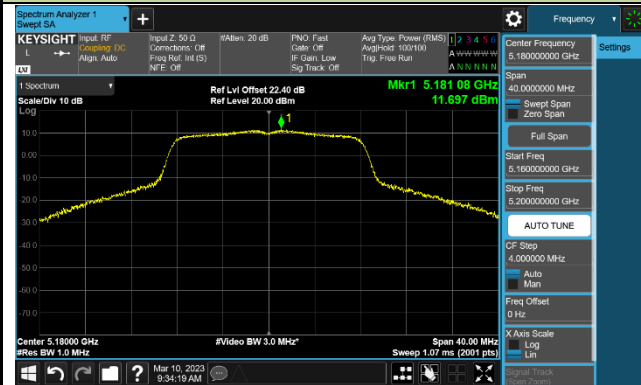 Spectrum Analyzer 1
Swept SA
Frequency
KEYSIGHT
L
LXI
Input: RF
Coupling: DC
Align: Auto
Input Z: 50 Ω
Corrections: Off
Freq Ref: Int (S)
NFE: Off
#Atten: 20 dB
PNO: Fast
Gate: Off
IF Gain: Low
Sig Track: Off
Avg Type: Power (RMS)
Avg|Hold: 100/100
Trig: Free Run
1 2 3 4 5 6
A W W W W W
A N N N N N
1 Spectrum
Scale/Div 10 dB
Log
Ref Lvl Offset 22.40 dB
Ref Level 20.00 dBm
Mkr1 5.181 08 GHz
11.697 dBm
1
10.0
0.00
-10.0
-20.0
-30.0
-40.0
-50.0
-60.0
-70.0
Center 5.18000 GHz
#Res BW 1.0 MHz
#Video BW 3.0 MHz*
Span 40.00 MHz
Sweep 1.07 ms (2001 pts)
Mar 10, 2023
9:34:19 AM
Center Frequency
5.180000000 GHz
Span
40.0000000 MHz
Swept Span
Zero Span
Full Span
Start Freq
5.160000000 GHz
Stop Freq
5.200000000 GHz
AUTO TUNE
CF Step
4.000000 MHz
Auto
Man
Freq Offset
0 Hz
X Axis Scale
Log
Lin
Signal Track
(Span Zoom)
Settings